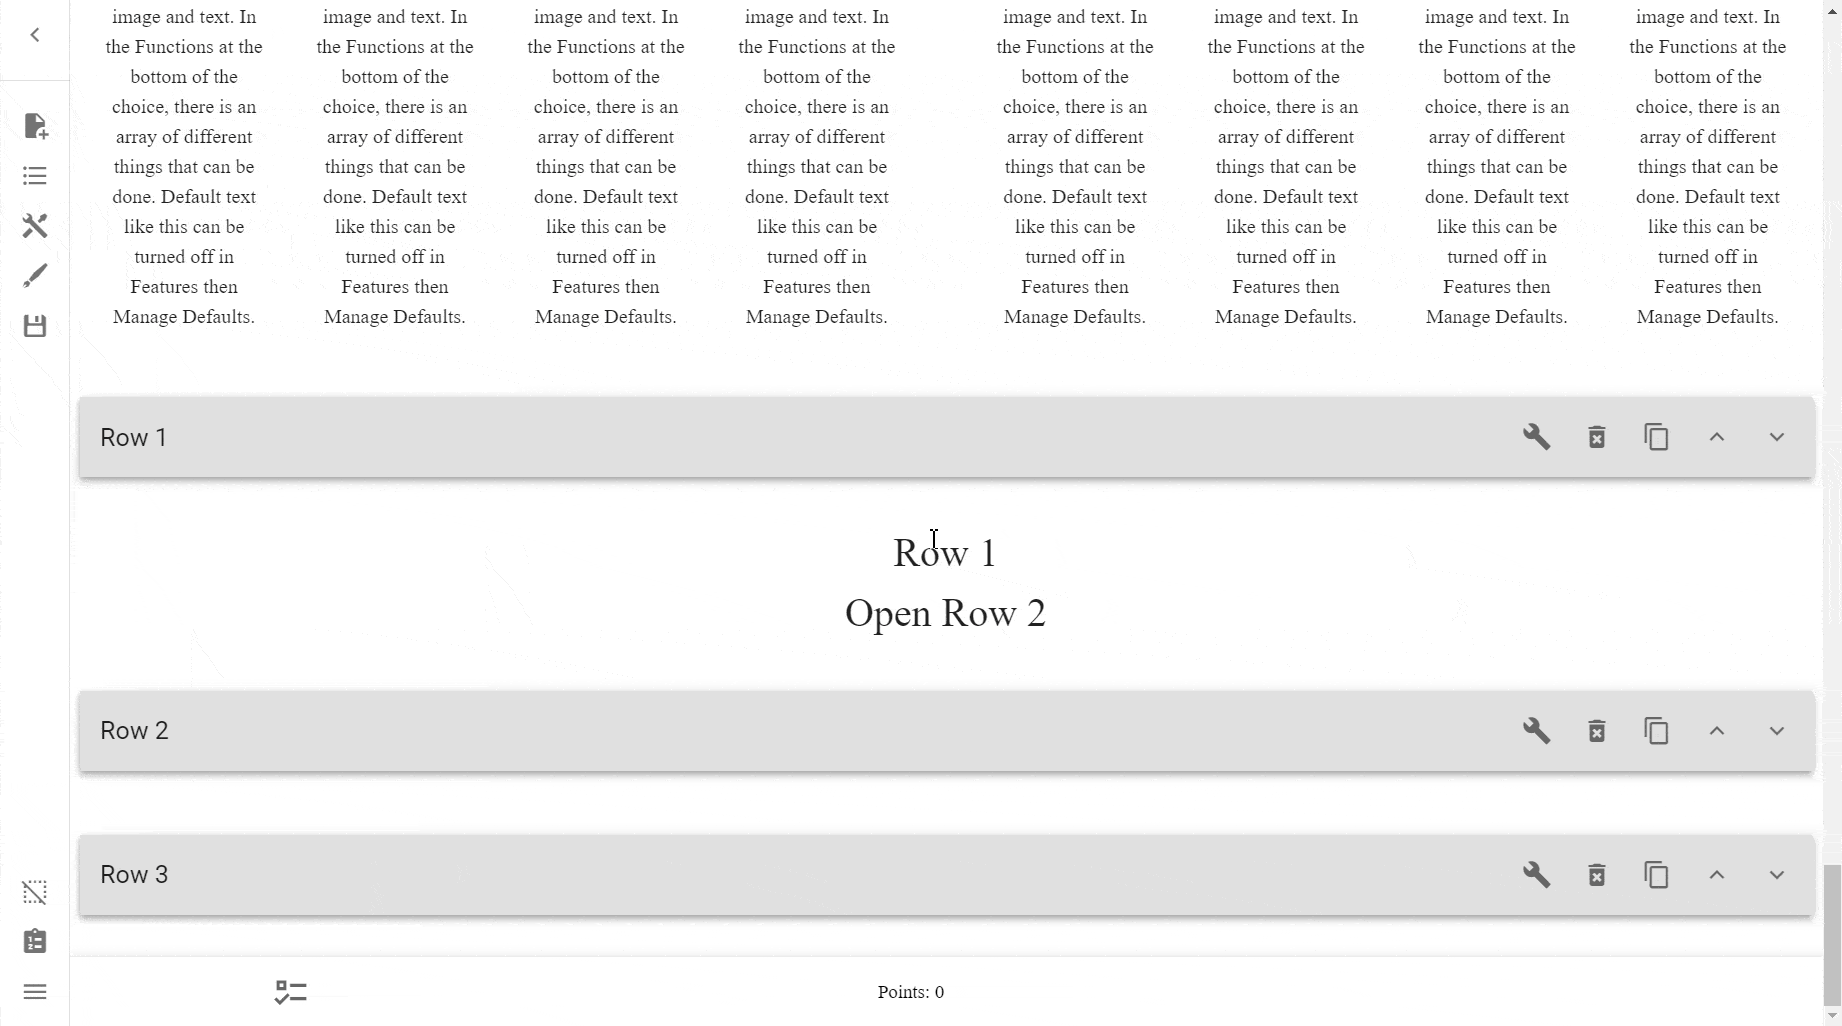 image and text. In
the Functions at the
bottom of the
choice, there is an
array of different
things that can be
done. Default text
like this can be
turned off in
Features then
Manage Defaults.
image and text. In
the Functions at the
bottom of the
choice, there is an
array of different
things that can be
done. Default text
like this can be
turned off in
Features then
Manage Defaults.
image and text. In
the Functions at the
bottom of the
choice, there is an
array of different
things that can be
done. Default text
like this can be
turned off in
Features then
Manage Defaults.
image and text. In
the Functions at the
bottom of the
choice, there is an
array of different
things that can be
done. Default text
like this can be
turned off in
Features then
Manage Defaults.
image and text. In
the Functions at the
bottom of the
choice, there is an
array of different
things that can be
done. Default text
like this can be
turned off in
Features then
Manage Defaults.
image and text. In
the Functions at the
bottom of the
choice, there is an
array of different
things that can be
done. Default text
like this can be
turned off in
Features then
Manage Defaults.
image and text. In
the Functions at the
bottom of the
choice, there is an
array of different
things that can be
done. Default text
like this can be
turned off in
Features then
Manage Defaults.
image and text. In
the Functions at the
bottom of the
choice, there is an
array of different
things that can be
done. Default text
like this can be
turned off in
Features then
Manage Defaults.
Row 1
Row 1
Open Row 2
Row 2
Row 3
Points: 0